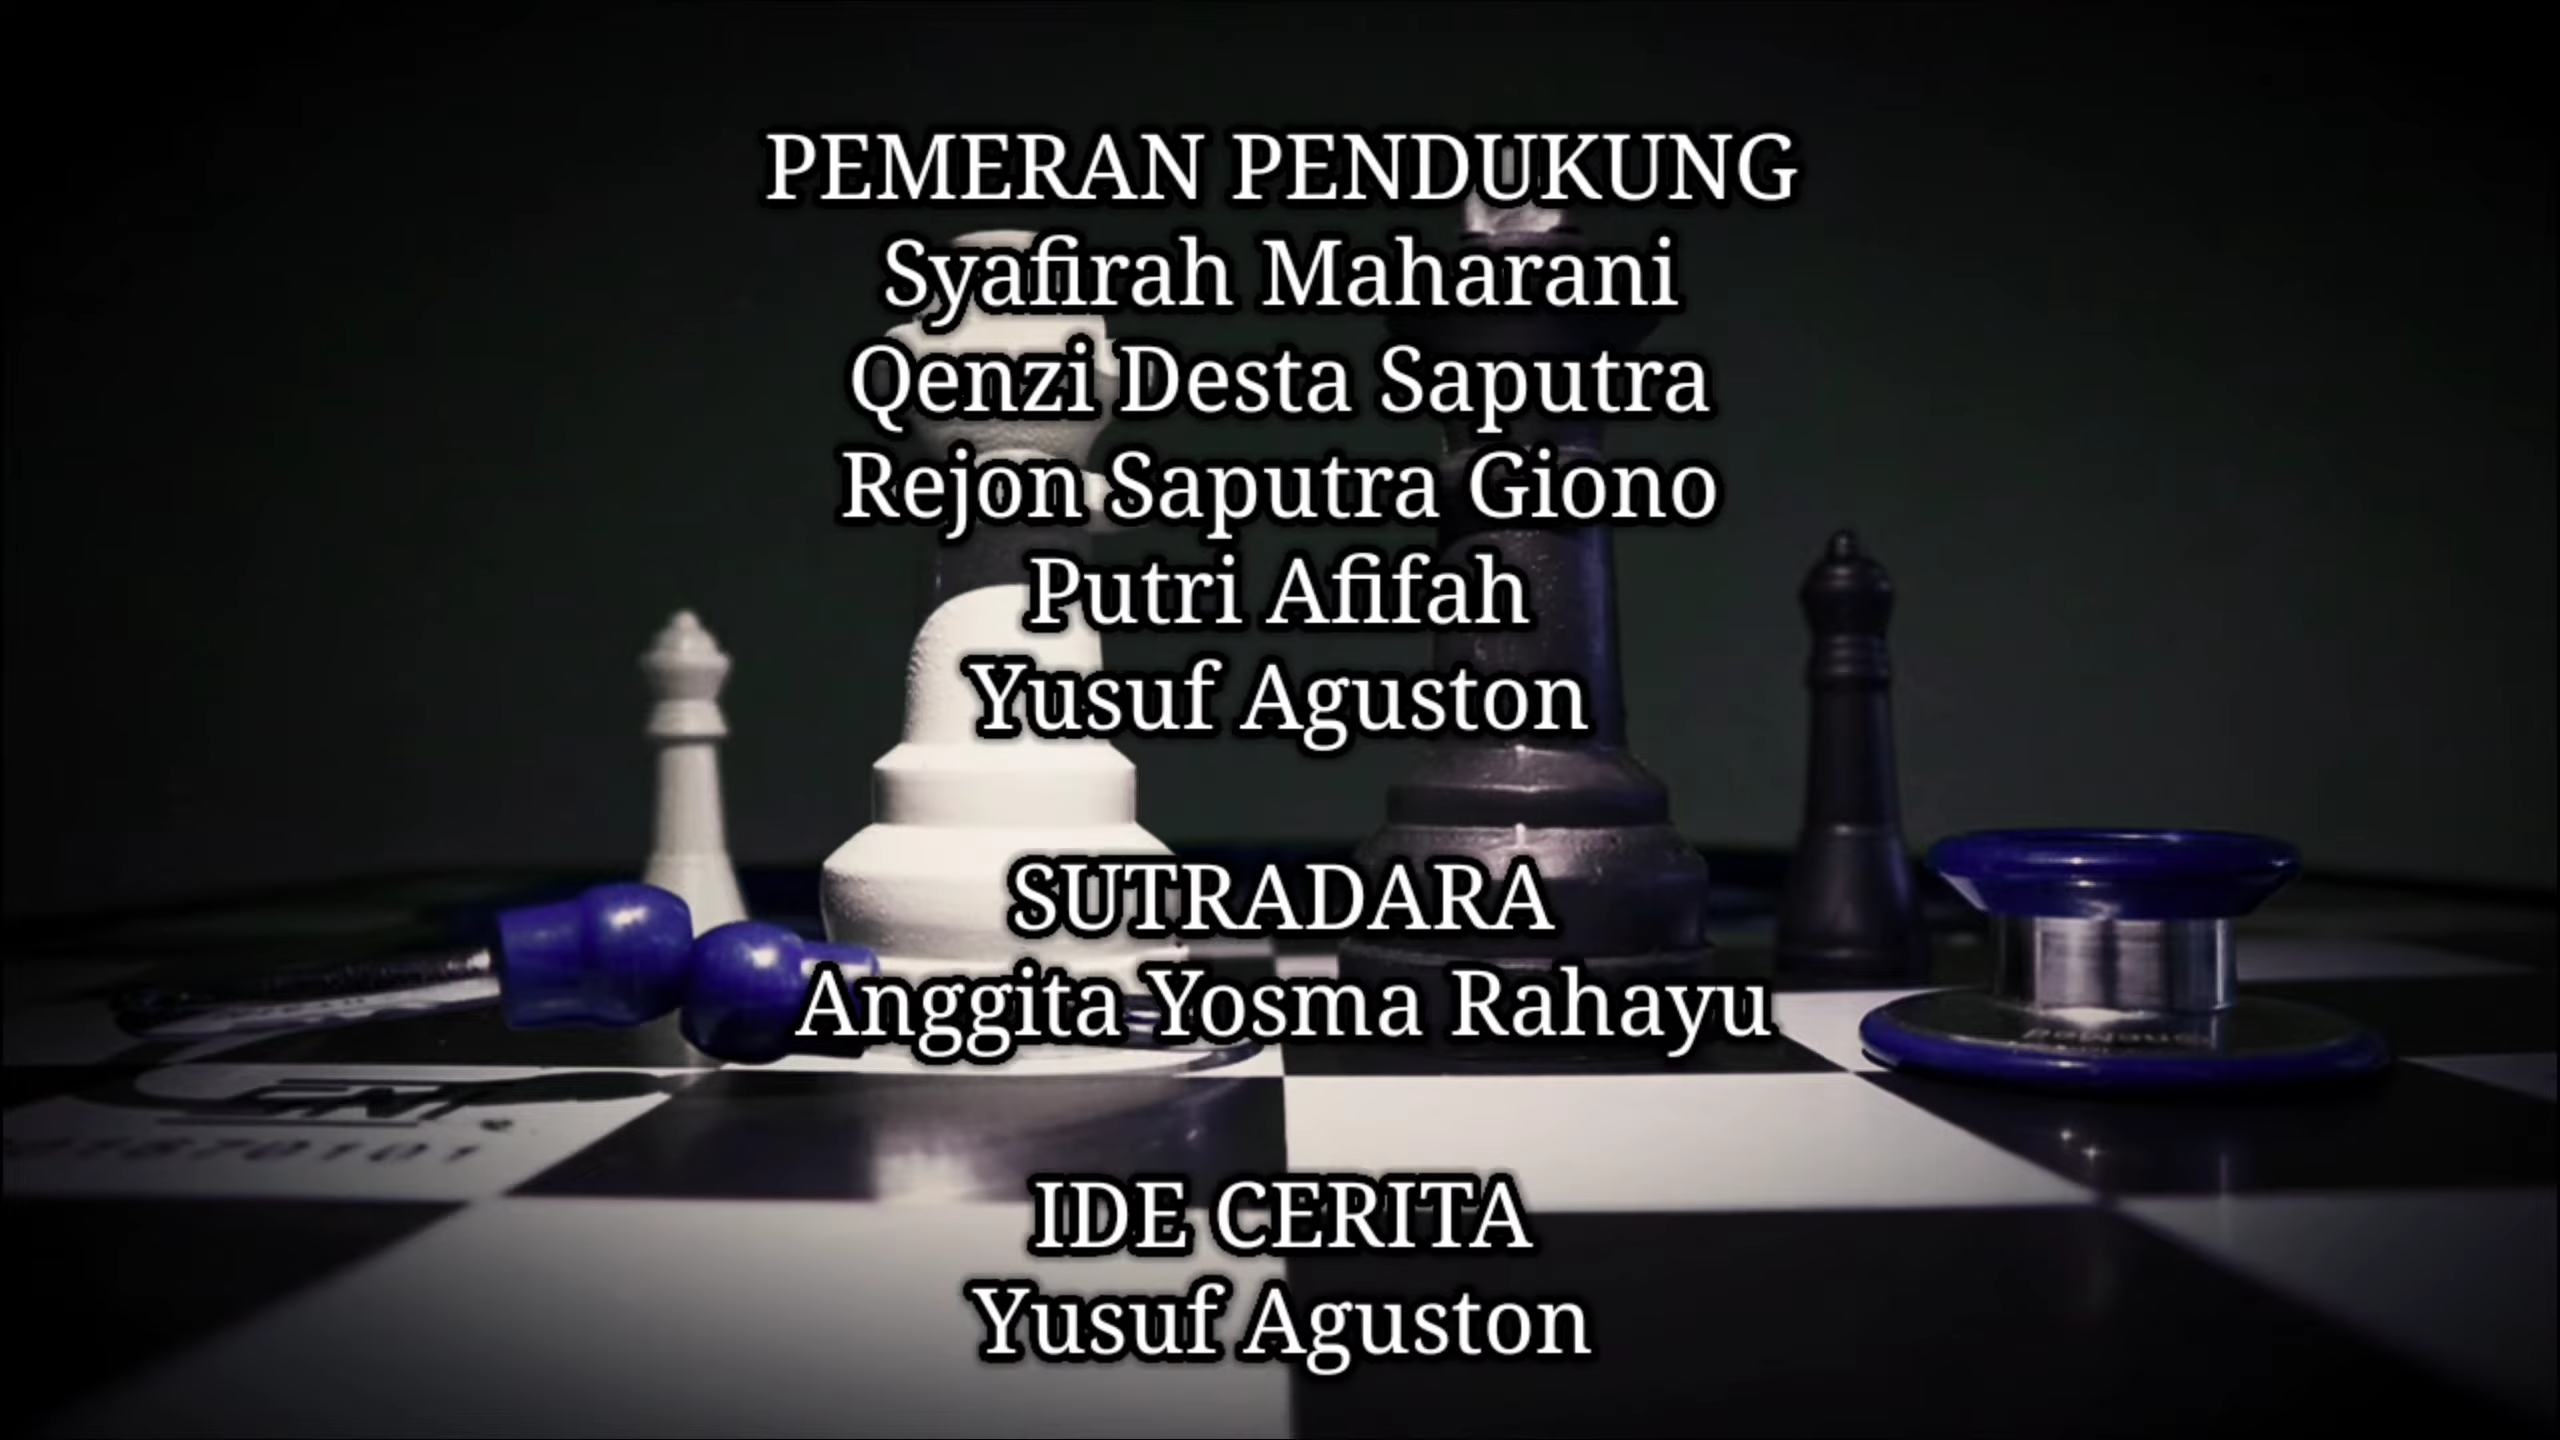 PEMERAN PENDUKUNG
Syafirah Maharani
Qenzi Desta Saputra
Rejon Saputra Giono
Putri Afifah
Yusuf Aguston
SUTRADARA
Anggita Yosma Rahayu
IDE CERITA
Yusuf Aguston